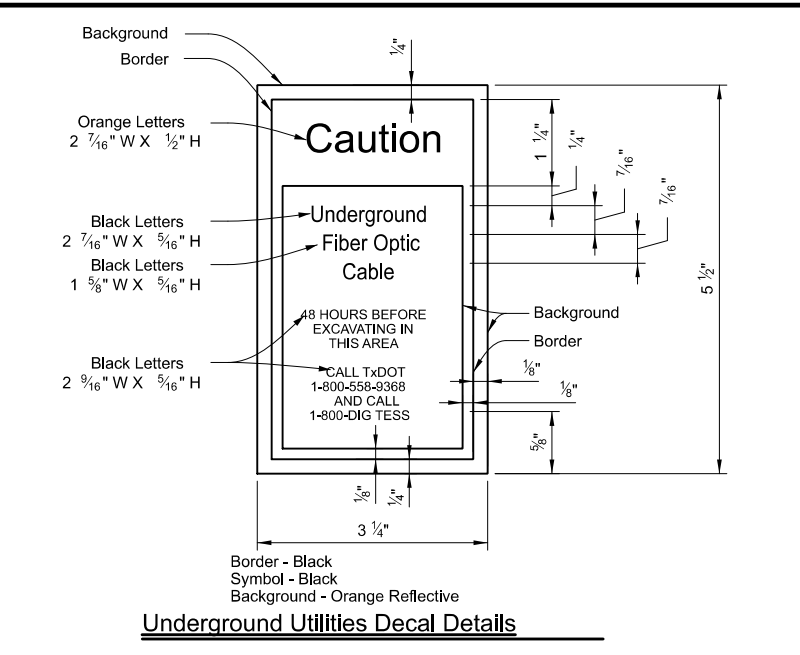 Background
Border
Orange Letters
2 7/16" W X 1/2" H
Black Letters
2 7/16" W X 5/16" H
Black Letters
1 5/8" W X 5/16" H
Black Letters
2 9/16" W X 5/16" H
1/4"
Caution
Underground
Fiber Optic
Cable
48 HOURS BEFORE
EXCAVATING IN
THIS AREA
CALL TxDOT
1-800-558-9368
AND CALL
1-800-DIG TESS
1 1/4"
1/4"
7/16"
7/16"
5 1/2"
Background
Border
1/8"
1/8"
5/8"
1/8"
1/4"
3 1/4"
Border - Black
Symbol - Black
Background - Orange Reflective
Underground Utilities Decal Details